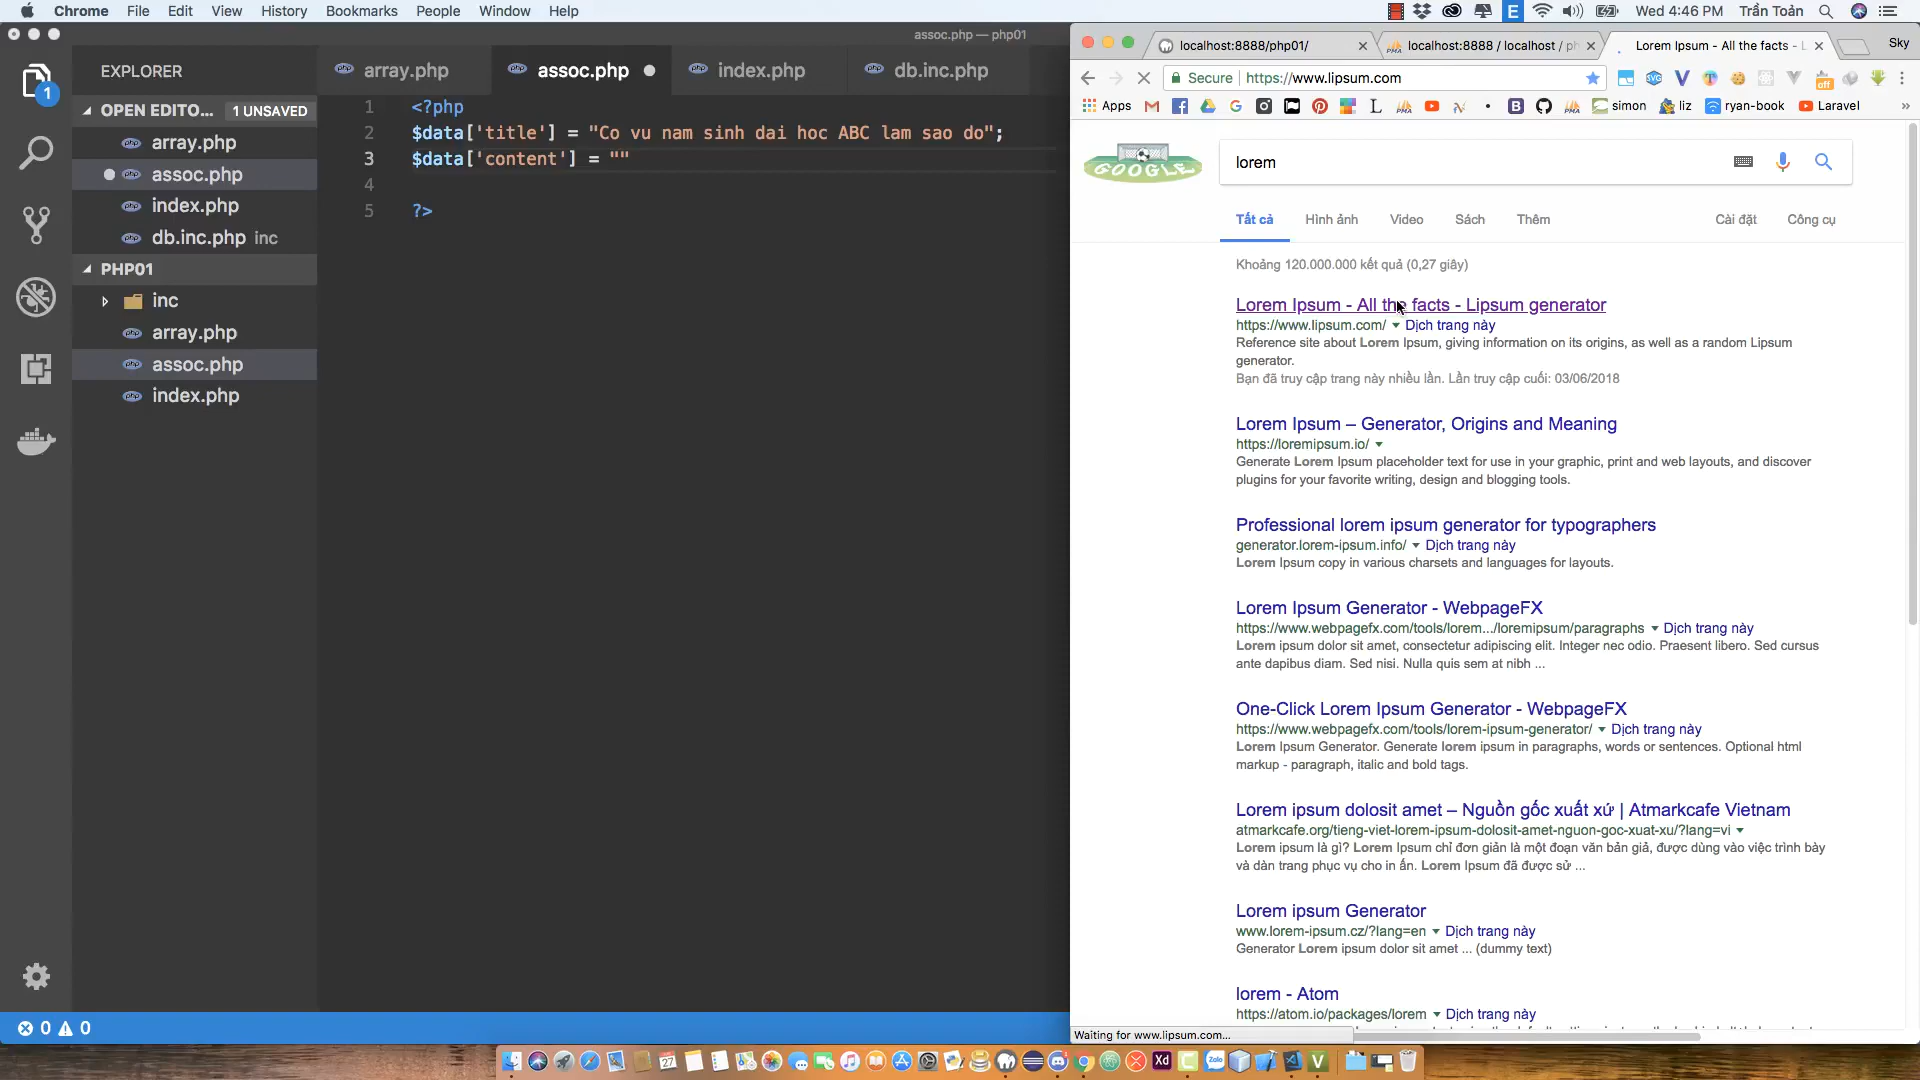 Chrome File Edit View History Bookmarks People Window Help
E Wed 4:46 PM Trần Toản
assoc.php — php01
EXPLORER
1
OPEN EDITO... 1 UNSAVED
array.php
assoc.php
index.php
db.inc.php inc
PHP01
inc
array.php
assoc.php
index.php
array.php assoc.php index.php db.inc.php
1 <?php
2 $data['title'] = "Co vu nam sinh dai hoc ABC lam sao do";
3 $data['content'] = ""
4
5 ?>
0 0
localhost:8888/php01/ localhost:8888 / localhost / ph Lorem Ipsum - All the facts - L Sky
Secure https://www.lipsum.com
Apps simon liz ryan-book Laravel »
GOOGLE
lorem
Tất cả Hình ảnh Video Sách Thêm Cài đặt Công cụ
Khoảng 120.000.000 kết quả (0,27 giây)
Lorem Ipsum - All the facts - Lipsum generator
https://www.lipsum.com/ Dịch trang này
Reference site about Lorem Ipsum, giving information on its origins, as well as a random Lipsum
generator.
Bạn đã truy cập trang này nhiều lần. Lần truy cập cuối: 03/06/2018
Lorem Ipsum – Generator, Origins and Meaning
https://loremipsum.io/
Generate Lorem Ipsum placeholder text for use in your graphic, print and web layouts, and discover
plugins for your favorite writing, design and blogging tools.
Professional lorem ipsum generator for typographers
generator.lorem-ipsum.info/ Dịch trang này
Lorem Ipsum copy in various charsets and languages for layouts.
Lorem Ipsum Generator - WebpageFX
https://www.webpagefx.com/tools/lorem.../loremipsum/paragraphs Dịch trang này
Lorem ipsum dolor sit amet, consectetur adipiscing elit. Integer nec odio. Praesent libero. Sed cursus
ante dapibus diam. Sed nisi. Nulla quis sem at nibh ...
One-Click Lorem Ipsum Generator - WebpageFX
https://www.webpagefx.com/tools/lorem-ipsum-generator/ Dịch trang này
Lorem Ipsum Generator. Generate lorem ipsum in paragraphs, words or sentences. Optional html
markup - paragraph, italic and bold tags.
Lorem ipsum dolosit amet – Nguồn gốc xuất xứ | Atmarkcafe Vietnam
atmarkcafe.org/tieng-viet-lorem-ipsum-dolosit-amet-nguon-goc-xuat-xu/?lang=vi
Lorem ipsum là gì? Lorem Ipsum chỉ đơn giản là một đoạn văn bản giả, được dùng vào việc trình bày
và dàn trang phục vụ cho in ấn. Lorem Ipsum đã được sử ...
Lorem ipsum Generator
www.lorem-ipsum.cz/?lang=en Dịch trang này
Generator Lorem ipsum dolor sit amet ... (dummy text)
lorem - Atom
https://atom.io/packages/lorem Dịch trang này
Waiting for www.lipsum.com...